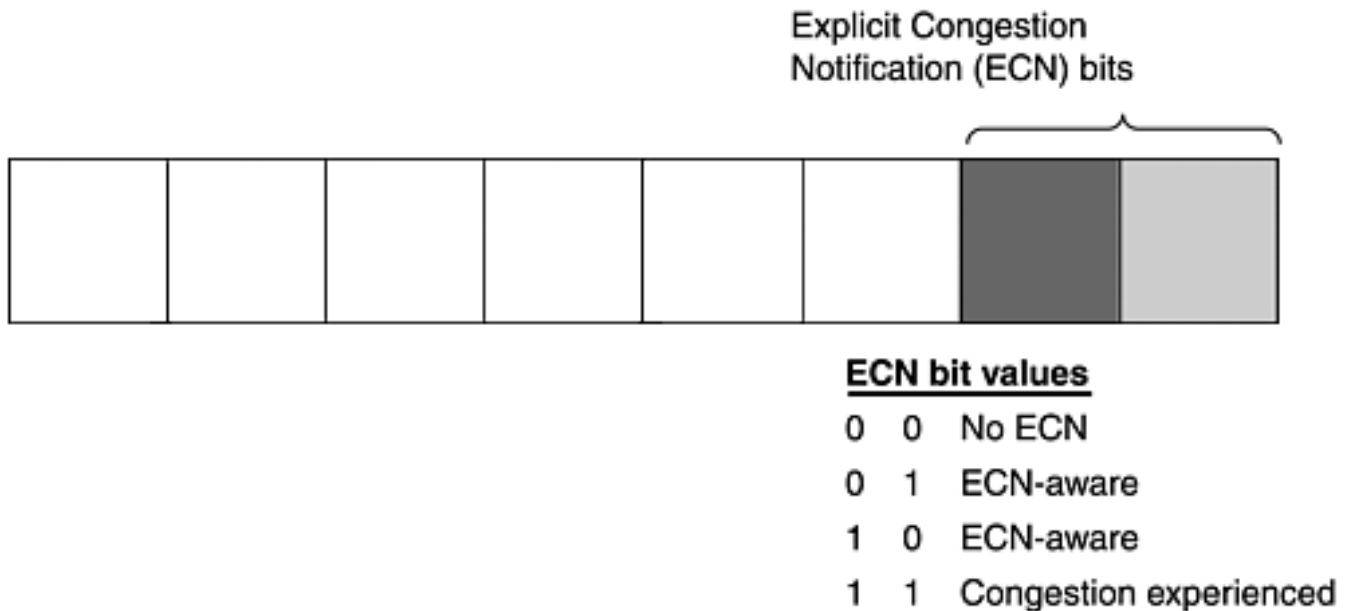 Explicit Congestion
Notification (ECN) bits
ECN bit values
0 0 No ECN
0 1 ECN-aware
1 0 ECN-aware
1 1 Congestion experienced